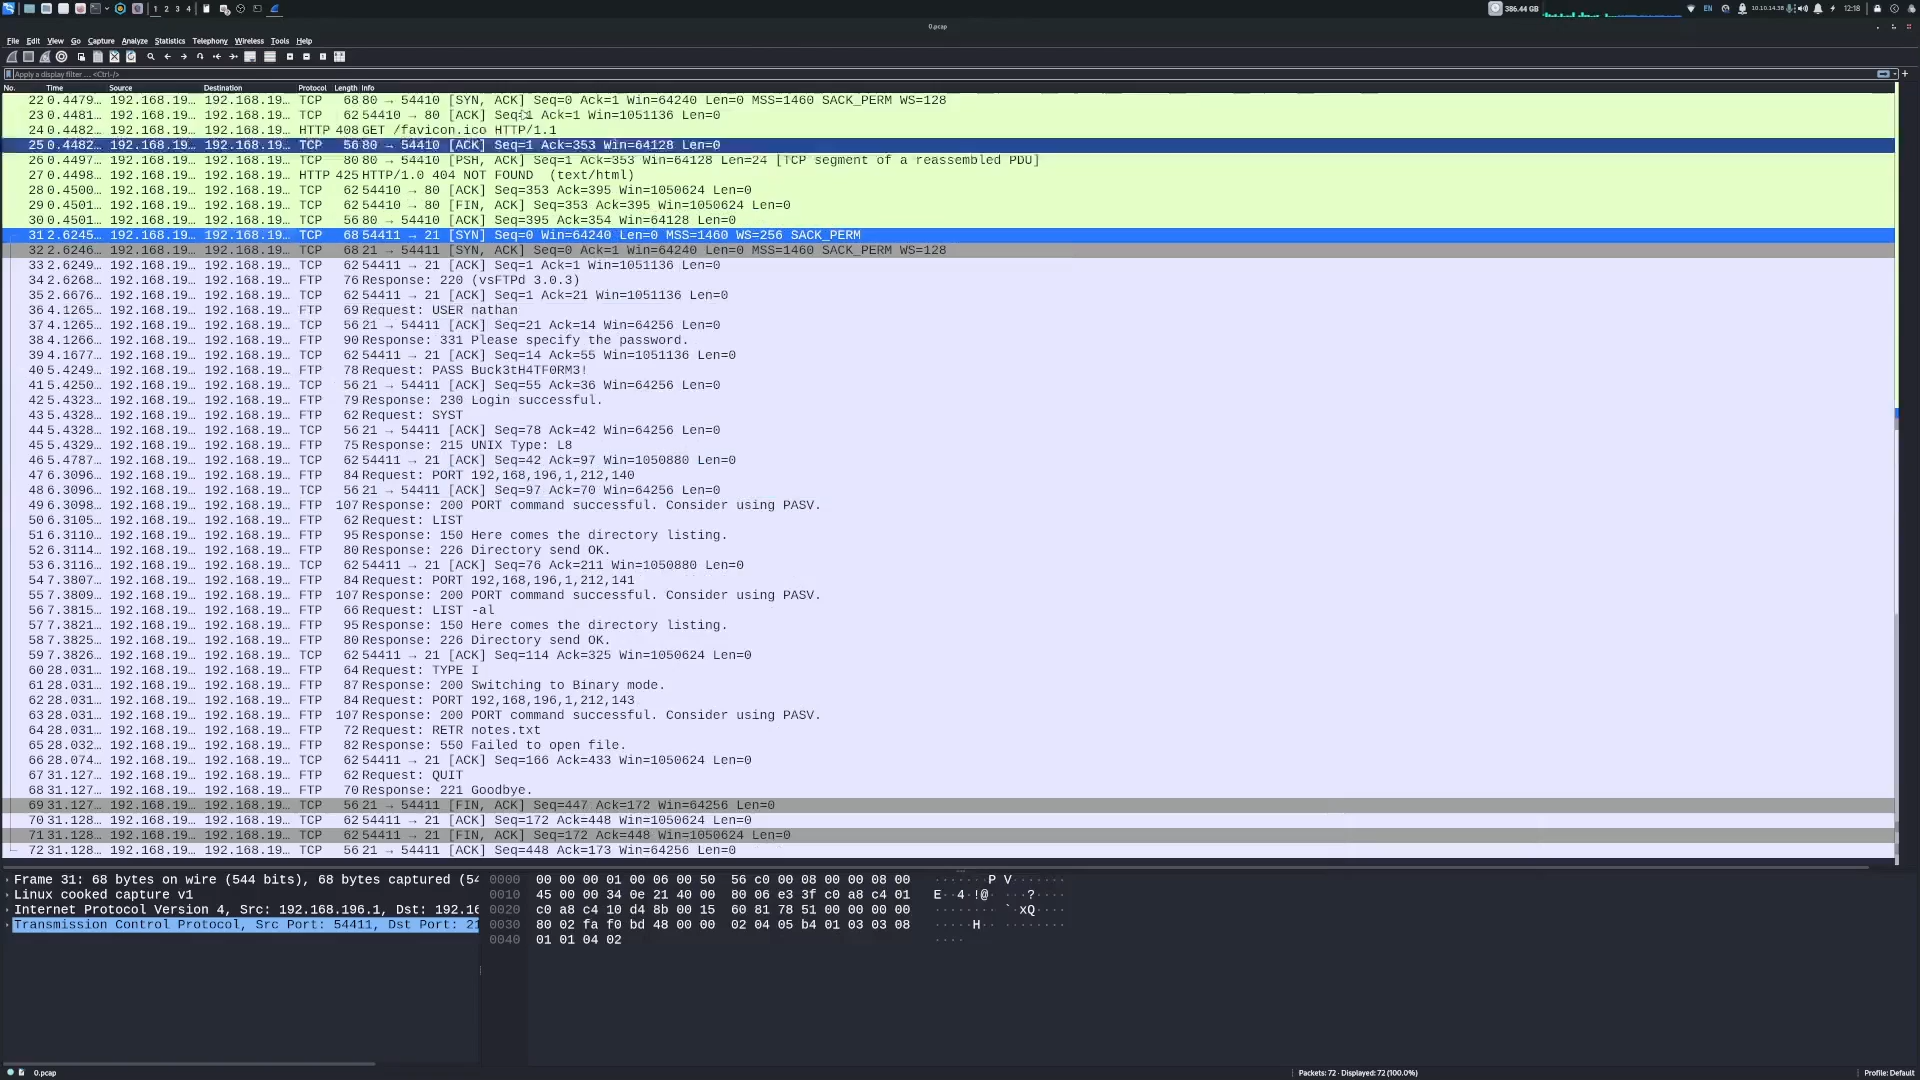 1 2 3 4 386.44 GB EN 10.10.14.38 12:18
0.pcap
File Edit View Go Capture Analyze Statistics Telephony Wireless Tools Help
Apply a display filter ... <Ctrl-/>
No. Time Source Destination Protocol Length Info
22 0.4479… 192.168.19… 192.168.19… TCP 68 80 → 54410 [SYN, ACK] Seq=0 Ack=1 Win=64240 Len=0 MSS=1460 SACK_PERM WS=128
23 0.4481… 192.168.19… 192.168.19… TCP 62 54410 → 80 [ACK] Seq=1 Ack=1 Win=1051136 Len=0
24 0.4482… 192.168.19… 192.168.19… HTTP 408 GET /favicon.ico HTTP/1.1
25 0.4482… 192.168.19… 192.168.19… TCP 56 80 → 54410 [ACK] Seq=1 Ack=353 Win=64128 Len=0
26 0.4497… 192.168.19… 192.168.19… TCP 80 80 → 54410 [PSH, ACK] Seq=1 Ack=353 Win=64128 Len=24 [TCP segment of a reassembled PDU]
27 0.4498… 192.168.19… 192.168.19… HTTP 425 HTTP/1.0 404 NOT FOUND (text/html)
28 0.4500… 192.168.19… 192.168.19… TCP 62 54410 → 80 [ACK] Seq=353 Ack=395 Win=1050624 Len=0
29 0.4501… 192.168.19… 192.168.19… TCP 62 54410 → 80 [FIN, ACK] Seq=353 Ack=395 Win=1050624 Len=0
30 0.4501… 192.168.19… 192.168.19… TCP 56 80 → 54410 [ACK] Seq=395 Ack=354 Win=64128 Len=0
31 2.6245… 192.168.19… 192.168.19… TCP 68 54411 → 21 [SYN] Seq=0 Win=64240 Len=0 MSS=1460 WS=256 SACK_PERM
32 2.6246… 192.168.19… 192.168.19… TCP 68 21 → 54411 [SYN, ACK] Seq=0 Ack=1 Win=64240 Len=0 MSS=1460 SACK_PERM WS=128
33 2.6249… 192.168.19… 192.168.19… TCP 62 54411 → 21 [ACK] Seq=1 Ack=1 Win=1051136 Len=0
34 2.6268… 192.168.19… 192.168.19… FTP 76 Response: 220 (vsFTPd 3.0.3)
35 2.6676… 192.168.19… 192.168.19… TCP 62 54411 → 21 [ACK] Seq=1 Ack=21 Win=1051136 Len=0
36 4.1265… 192.168.19… 192.168.19… FTP 69 Request: USER nathan
37 4.1265… 192.168.19… 192.168.19… TCP 56 21 → 54411 [ACK] Seq=21 Ack=14 Win=64256 Len=0
38 4.1266… 192.168.19… 192.168.19… FTP 90 Response: 331 Please specify the password.
39 4.1677… 192.168.19… 192.168.19… TCP 62 54411 → 21 [ACK] Seq=14 Ack=55 Win=1051136 Len=0
40 5.4249… 192.168.19… 192.168.19… FTP 78 Request: PASS Buck3tH4TF0RM3!
41 5.4250… 192.168.19… 192.168.19… TCP 56 21 → 54411 [ACK] Seq=55 Ack=36 Win=64256 Len=0
42 5.4323… 192.168.19… 192.168.19… FTP 79 Response: 230 Login successful.
43 5.4328… 192.168.19… 192.168.19… FTP 62 Request: SYST
44 5.4328… 192.168.19… 192.168.19… TCP 56 21 → 54411 [ACK] Seq=78 Ack=42 Win=64256 Len=0
45 5.4329… 192.168.19… 192.168.19… FTP 75 Response: 215 UNIX Type: L8
46 5.4787… 192.168.19… 192.168.19… TCP 62 54411 → 21 [ACK] Seq=42 Ack=97 Win=1050880 Len=0
47 6.3096… 192.168.19… 192.168.19… FTP 84 Request: PORT 192,168,196,1,212,140
48 6.3096… 192.168.19… 192.168.19… TCP 56 21 → 54411 [ACK] Seq=97 Ack=70 Win=64256 Len=0
49 6.3098… 192.168.19… 192.168.19… FTP 107 Response: 200 PORT command successful. Consider using PASV.
50 6.3105… 192.168.19… 192.168.19… FTP 62 Request: LIST
51 6.3110… 192.168.19… 192.168.19… FTP 95 Response: 150 Here comes the directory listing.
52 6.3114… 192.168.19… 192.168.19… FTP 80 Response: 226 Directory send OK.
53 6.3116… 192.168.19… 192.168.19… TCP 62 54411 → 21 [ACK] Seq=76 Ack=211 Win=1050880 Len=0
54 7.3807… 192.168.19… 192.168.19… FTP 84 Request: PORT 192,168,196,1,212,141
55 7.3809… 192.168.19… 192.168.19… FTP 107 Response: 200 PORT command successful. Consider using PASV.
56 7.3815… 192.168.19… 192.168.19… FTP 66 Request: LIST -al
57 7.3821… 192.168.19… 192.168.19… FTP 95 Response: 150 Here comes the directory listing.
58 7.3825… 192.168.19… 192.168.19… FTP 80 Response: 226 Directory send OK.
59 7.3826… 192.168.19… 192.168.19… TCP 62 54411 → 21 [ACK] Seq=114 Ack=325 Win=1050624 Len=0
60 28.031… 192.168.19… 192.168.19… FTP 64 Request: TYPE I
61 28.031… 192.168.19… 192.168.19… FTP 87 Response: 200 Switching to Binary mode.
62 28.031… 192.168.19… 192.168.19… FTP 84 Request: PORT 192,168,196,1,212,143
63 28.031… 192.168.19… 192.168.19… FTP 107 Response: 200 PORT command successful. Consider using PASV.
64 28.031… 192.168.19… 192.168.19… FTP 72 Request: RETR notes.txt
65 28.032… 192.168.19… 192.168.19… FTP 82 Response: 550 Failed to open file.
66 28.074… 192.168.19… 192.168.19… TCP 62 54411 → 21 [ACK] Seq=166 Ack=433 Win=1050624 Len=0
67 31.127… 192.168.19… 192.168.19… FTP 62 Request: QUIT
68 31.127… 192.168.19… 192.168.19… FTP 70 Response: 221 Goodbye.
69 31.127… 192.168.19… 192.168.19… TCP 56 21 → 54411 [FIN, ACK] Seq=447 Ack=172 Win=64256 Len=0
70 31.128… 192.168.19… 192.168.19… TCP 62 54411 → 21 [ACK] Seq=172 Ack=448 Win=1050624 Len=0
71 31.128… 192.168.19… 192.168.19… TCP 62 54411 → 21 [FIN, ACK] Seq=172 Ack=448 Win=1050624 Len=0
72 31.128… 192.168.19… 192.168.19… TCP 56 21 → 54411 [ACK] Seq=448 Ack=173 Win=64256 Len=0
Frame 31: 68 bytes on wire (544 bits), 68 bytes captured (54
Linux cooked capture v1
Internet Protocol Version 4, Src: 192.168.196.1, Dst: 192.16
Transmission Control Protocol, Src Port: 54411, Dst Port: 21
0000 00 00 00 01 00 06 00 50 56 c0 00 08 00 00 08 00 ·······P V·······
0010 45 00 00 34 0e 21 40 00 80 06 e3 3f c0 a8 c4 01 E··4·!@· ···?····
0020 c0 a8 c4 10 d4 8b 00 15 60 81 78 51 00 00 00 00 ········ `·xQ····
0030 80 02 fa f0 bd 48 00 00 02 04 05 b4 01 03 03 08 ·····H·· ········
0040 01 01 04 02 ····
0.pcap
Packets: 72 · Displayed: 72 (100.0%)
Profile: Default